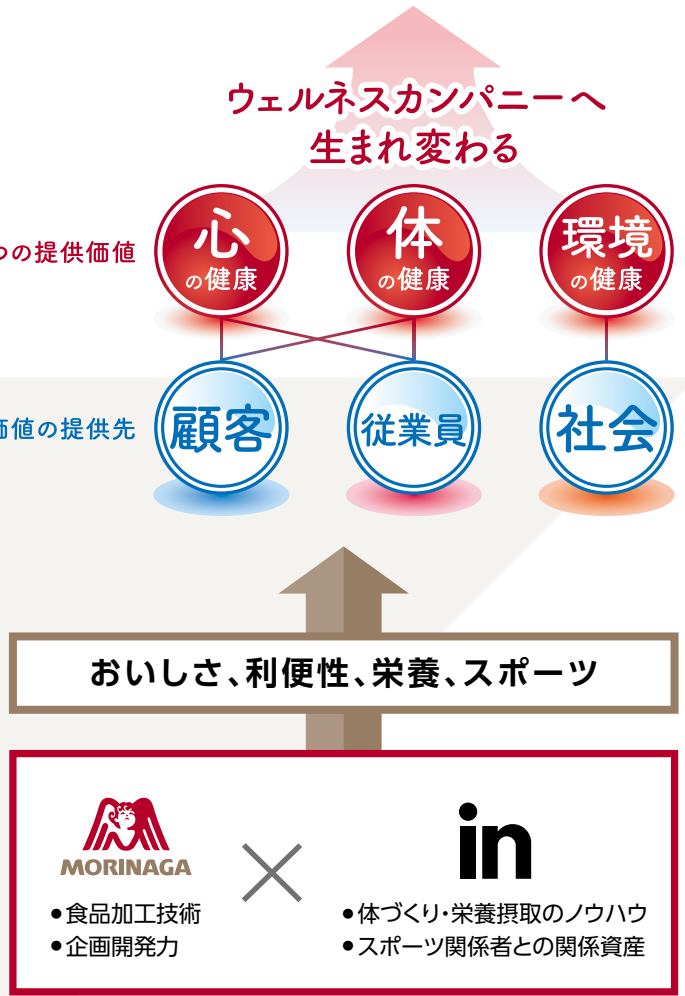 ウェルネスカンパニーへ
生まれ変わる
の提供価値
心
の健康
体
の健康
環境
の健康
値の提供先
顧客
従業員
社会
おいしさ、利便性、栄養、スポーツ
MORINAGA
in
●食品加工技術
●企画開発力
●体づくり・栄養摂取のノウハウ
●スポーツ関係者との関係資産